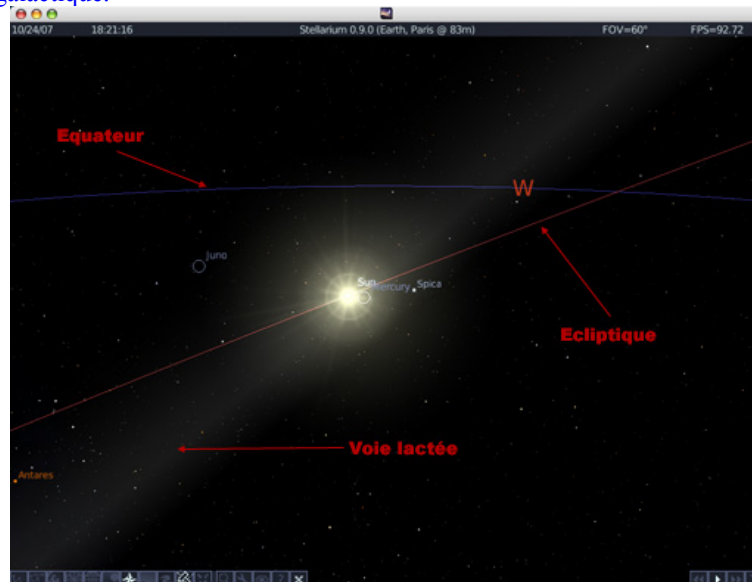 galactique.
10/24/07 18:21:16 Stellarium 0.9.0 (Earth, Paris @ 83m) FOV=60° FPS=92.72
Equateur
W
Juno
Sun
Mercury
Spica
Ecliptique
Voie lactée
Antares